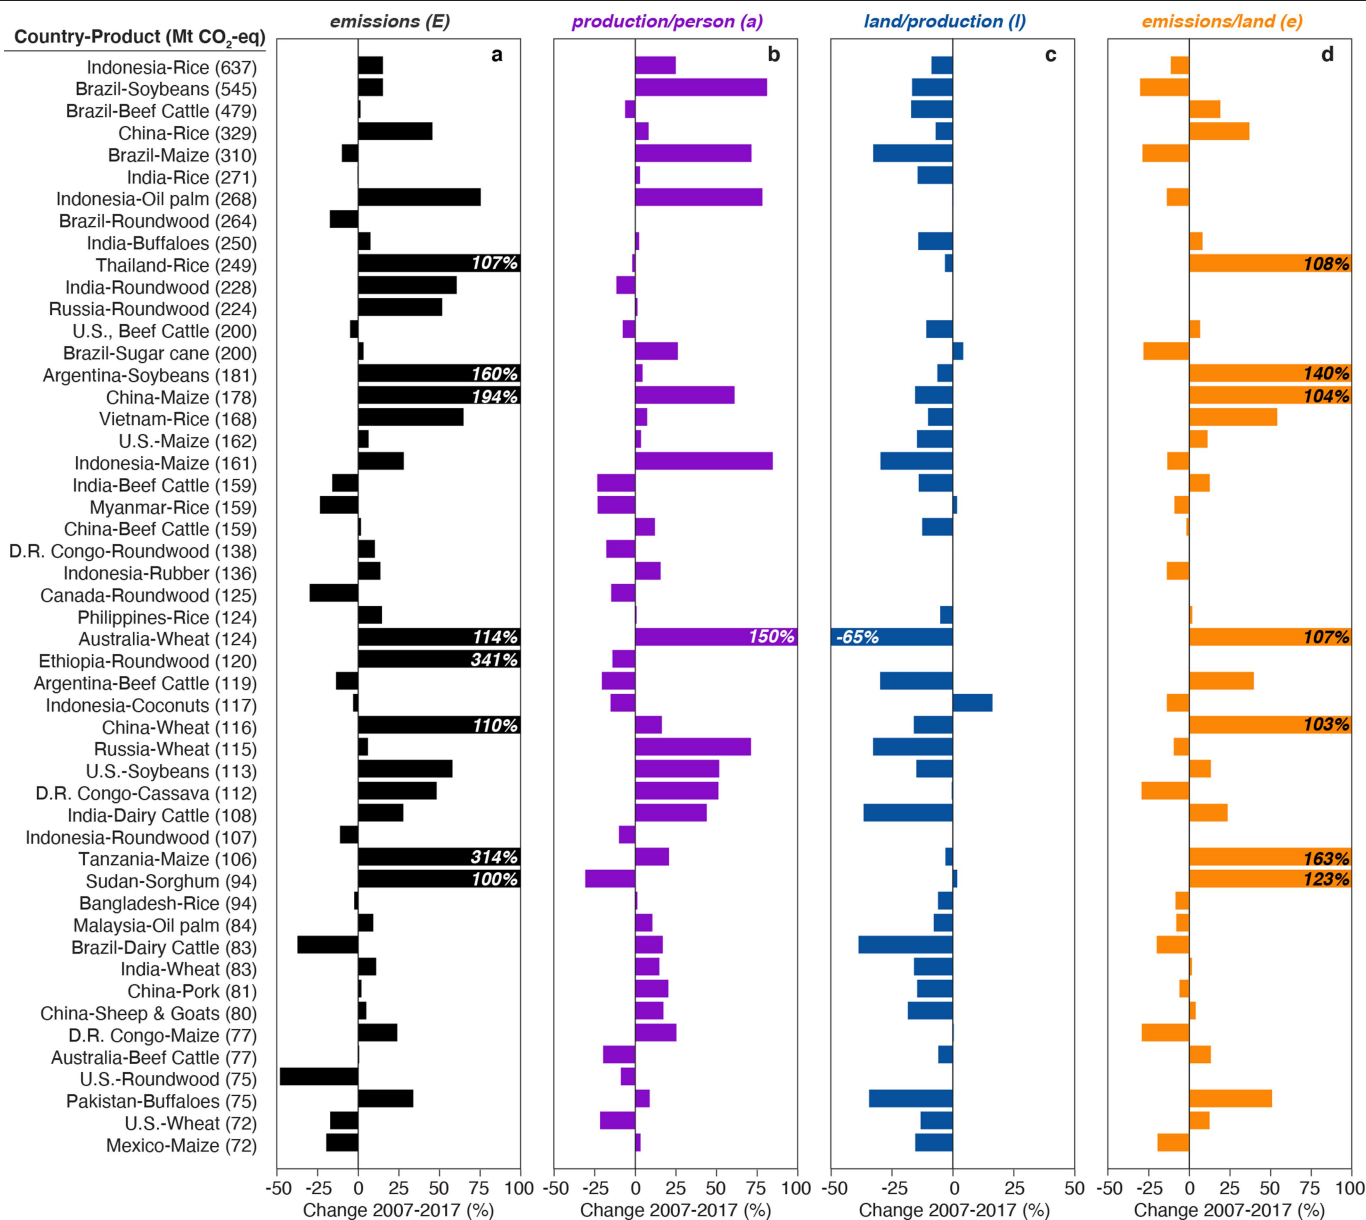 emissions (E) production/person (a) land/production (l) emissions/land (e)
Country-Product (Mt CO2-eq) a b c d
Indonesia-Rice (637)
Brazil-Soybeans (545)
Brazil-Beef Cattle (479)
China-Rice (329)
Brazil-Maize (310)
India-Rice (271)
Indonesia-Oil palm (268)
Brazil-Roundwood (264)
India-Buffaloes (250)
Thailand-Rice (249) 107% 108%
India-Roundwood (228)
Russia-Roundwood (224)
U.S., Beef Cattle (200)
Brazil-Sugar cane (200)
Argentina-Soybeans (181) 160% 140%
China-Maize (178) 194% 104%
Vietnam-Rice (168)
U.S.-Maize (162)
Indonesia-Maize (161)
India-Beef Cattle (159)
Myanmar-Rice (159)
China-Beef Cattle (159)
D.R. Congo-Roundwood (138)
Indonesia-Rubber (136)
Canada-Roundwood (125)
Philippines-Rice (124)
Australia-Wheat (124) 114% 150% -65% 107%
Ethiopia-Roundwood (120) 341%
Argentina-Beef Cattle (119)
Indonesia-Coconuts (117)
China-Wheat (116) 110% 103%
Russia-Wheat (115)
U.S.-Soybeans (113)
D.R. Congo-Cassava (112)
India-Dairy Cattle (108)
Indonesia-Roundwood (107)
Tanzania-Maize (106) 314% 163%
Sudan-Sorghum (94) 100% 123%
Bangladesh-Rice (94)
Malaysia-Oil palm (84)
Brazil-Dairy Cattle (83)
India-Wheat (83)
China-Pork (81)
China-Sheep & Goats (80)
D.R. Congo-Maize (77)
Australia-Beef Cattle (77)
U.S.-Roundwood (75)
Pakistan-Buffaloes (75)
U.S.-Wheat (72)
Mexico-Maize (72)
-50 -25 0 25 50 75 100 -50 -25 0 25 50 75 100 -50 -25 0 25 50 -50 -25 0 25 50 75 100
Change 2007-2017 (%) Change 2007-2017 (%) Change 2007-2017 (%) Change 2007-2017 (%)